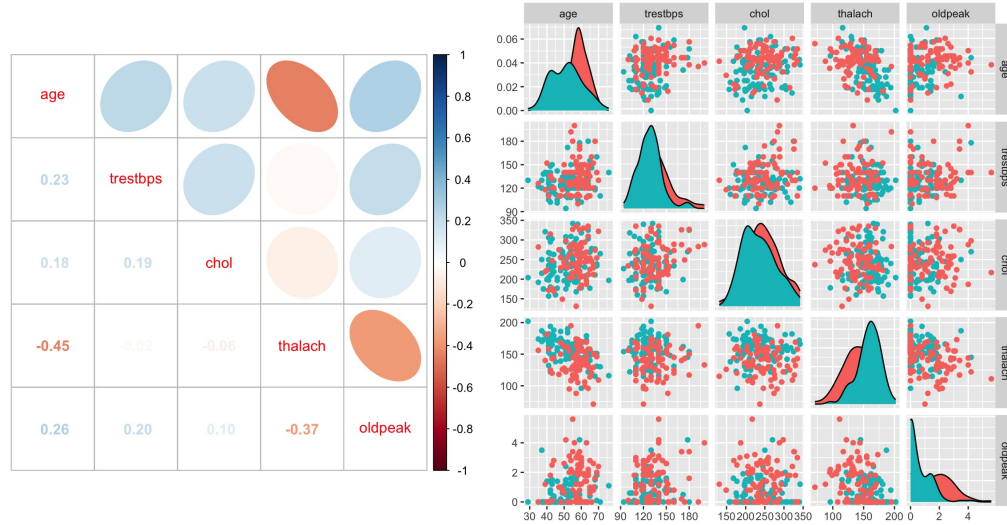 age
0.23 trestbps
0.18 0.19 chol
-0.45 -0.02 -0.06 thalach
0.26 0.20 0.10 -0.37 oldpeak
1
0.8
0.6
0.4
0.2
0
-0.2
-0.4
-0.6
-0.8
-1
age trestbps chol thalach oldpeak
0.06
0.04
0.02
0.00
age
180
150
120
90
trestbps
350
300
250
200
150
chol
200
150
100
thalach
4
2
0
oldpeak
30 40 50 60 70 90 120 150 180 150 200 250 300 350 100 150 200 0 2 4